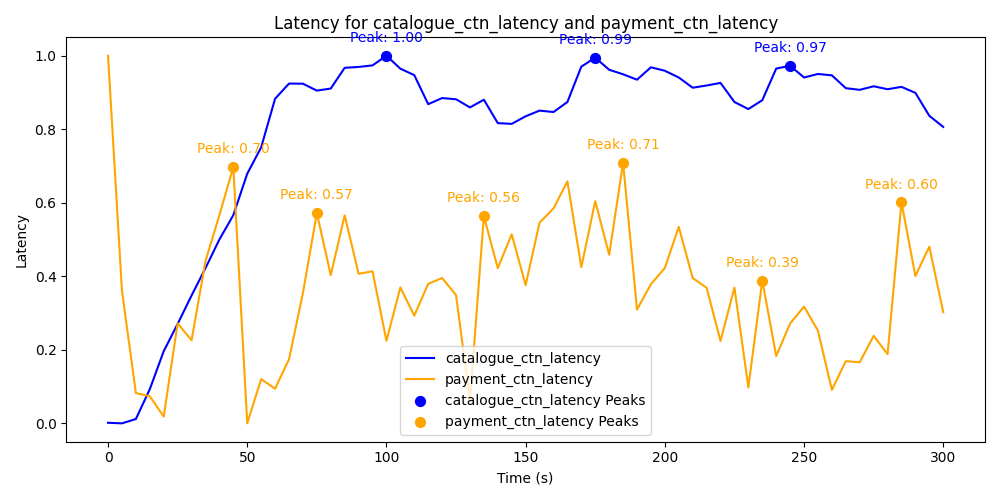 Latency for catalogue_ctn_latency and payment_ctn_latency
Peak: 1.00
Peak: 0.99
Peak: 0.97
Peak: 0.70
Peak: 0.57
Peak: 0.56
Peak: 0.71
Peak: 0.39
Peak: 0.60
1.0
0.8
0.6
0.4
0.2
0.0
Latency
catalogue_ctn_latency
payment_ctn_latency
catalogue_ctn_latency Peaks
payment_ctn_latency Peaks
0 50 100 150 200 250 300
Time (s)